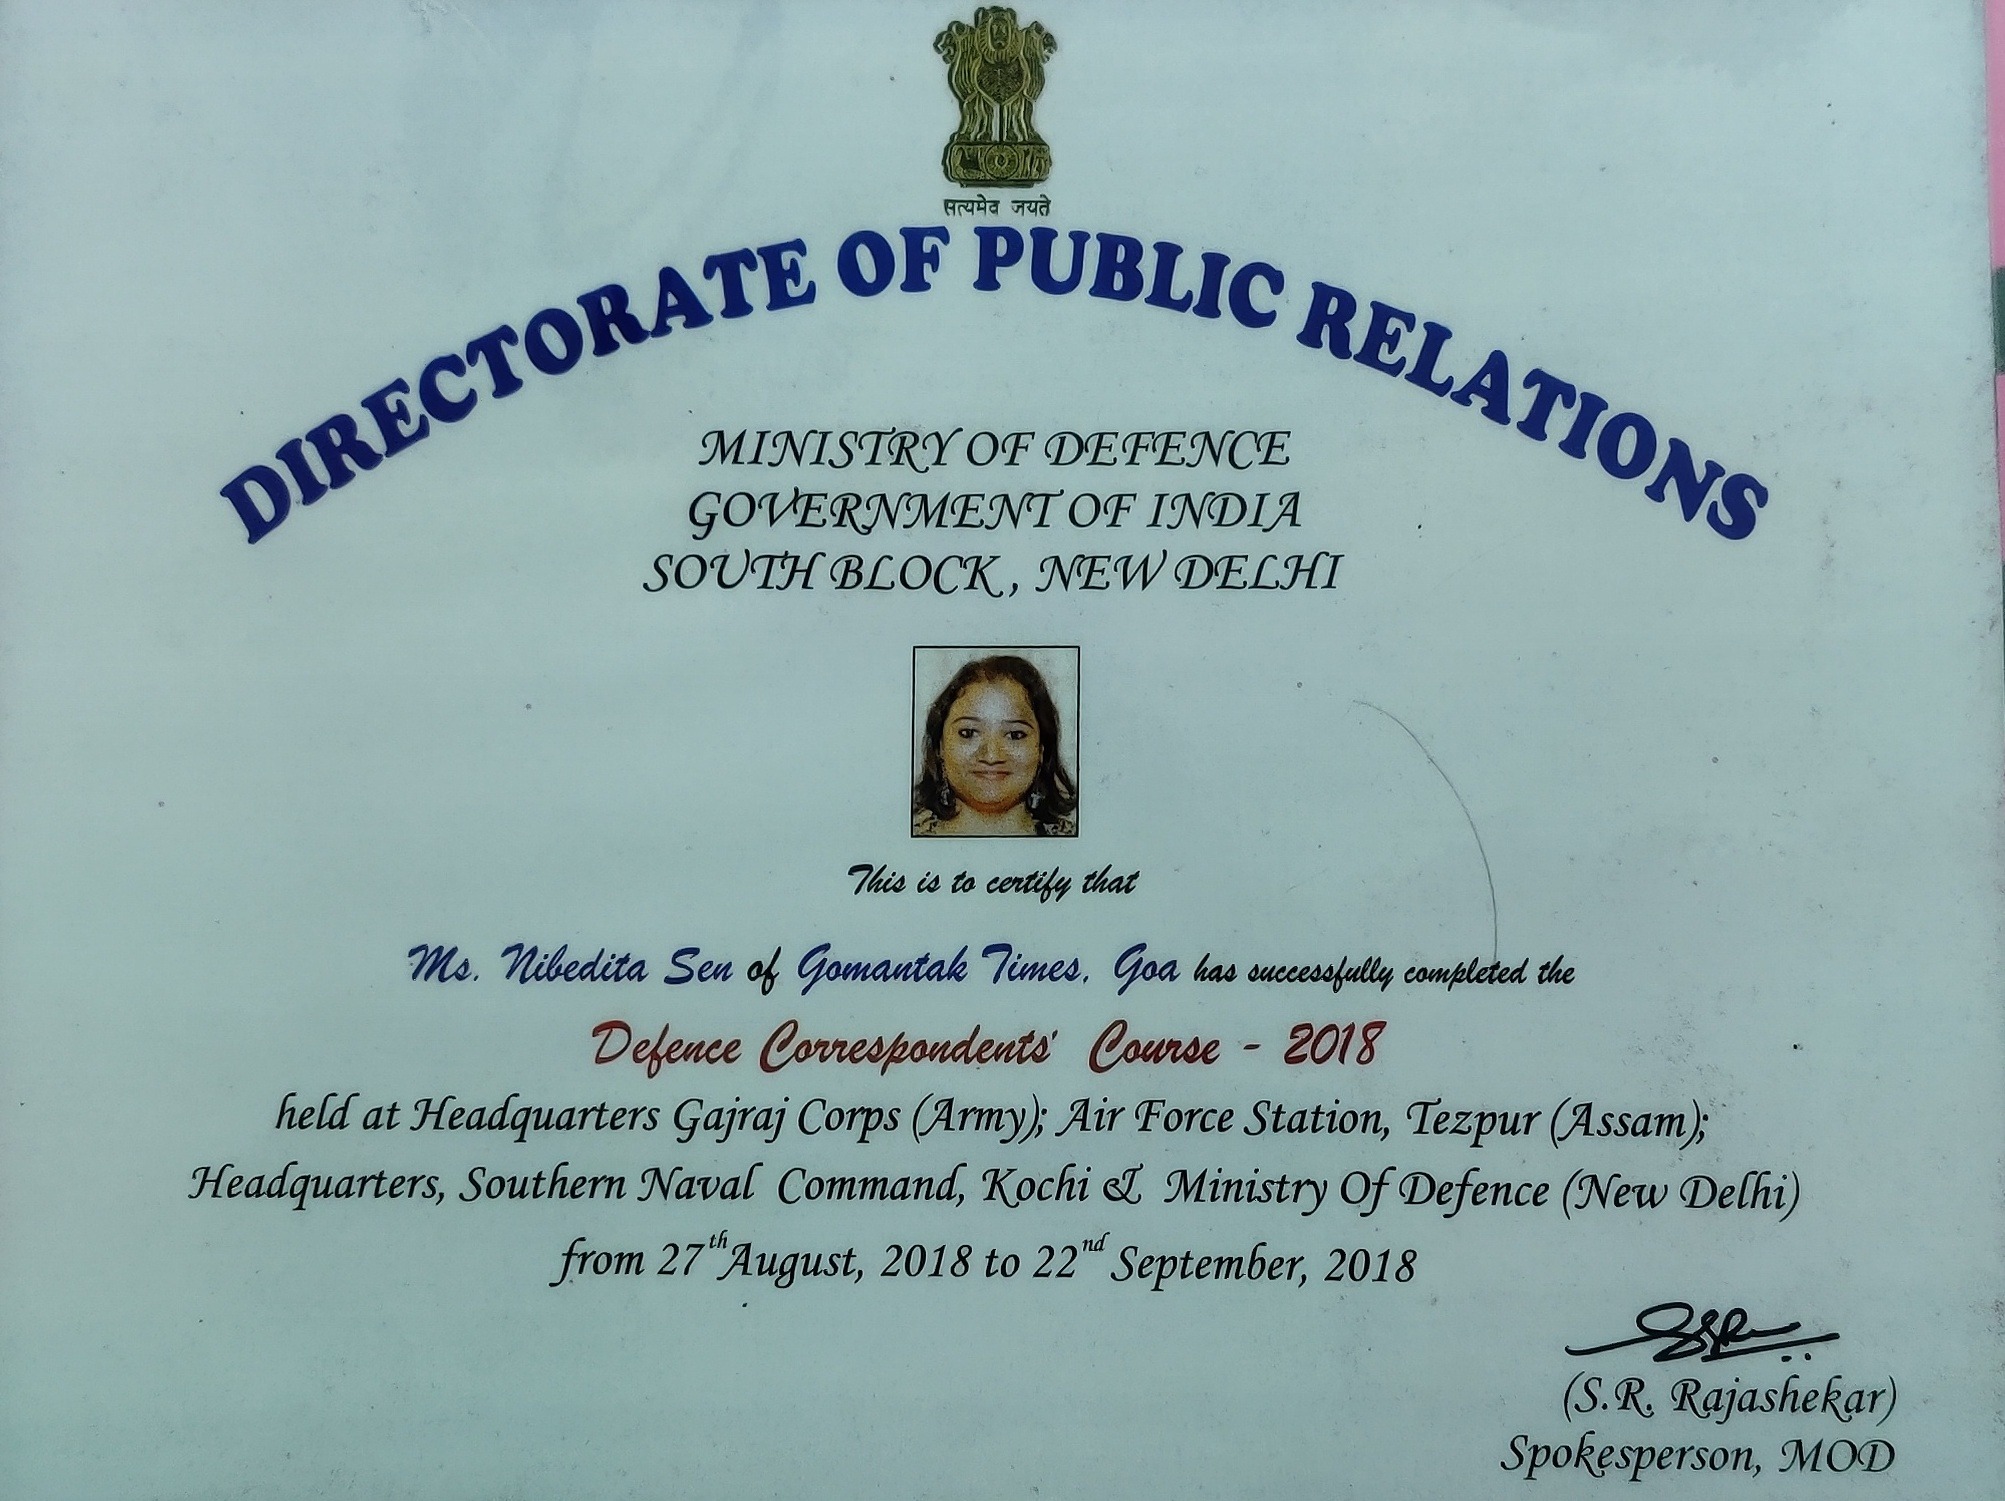 सत्यमेव जयते
DIRECTORATE OF PUBLIC RELATIONS
MINISTRY OF DEFENCE
GOVERNMENT OF INDIA
SOUTH BLOCK, NEW DELHI
This is to certify that
Ms. Nibedita Sen of Gomantak Times, Goa has successfully completed the
Defence Correspondents' Course - 2018
held at Headquarters Gajraj Corps (Army); Air Force Station, Tezpur (Assam);
Headquarters, Southern Naval Command, Kochi & Ministry Of Defence (New Delhi)
from 27th August, 2018 to 22nd September, 2018
(S.R. Rajashekar)
Spokesperson, MOD